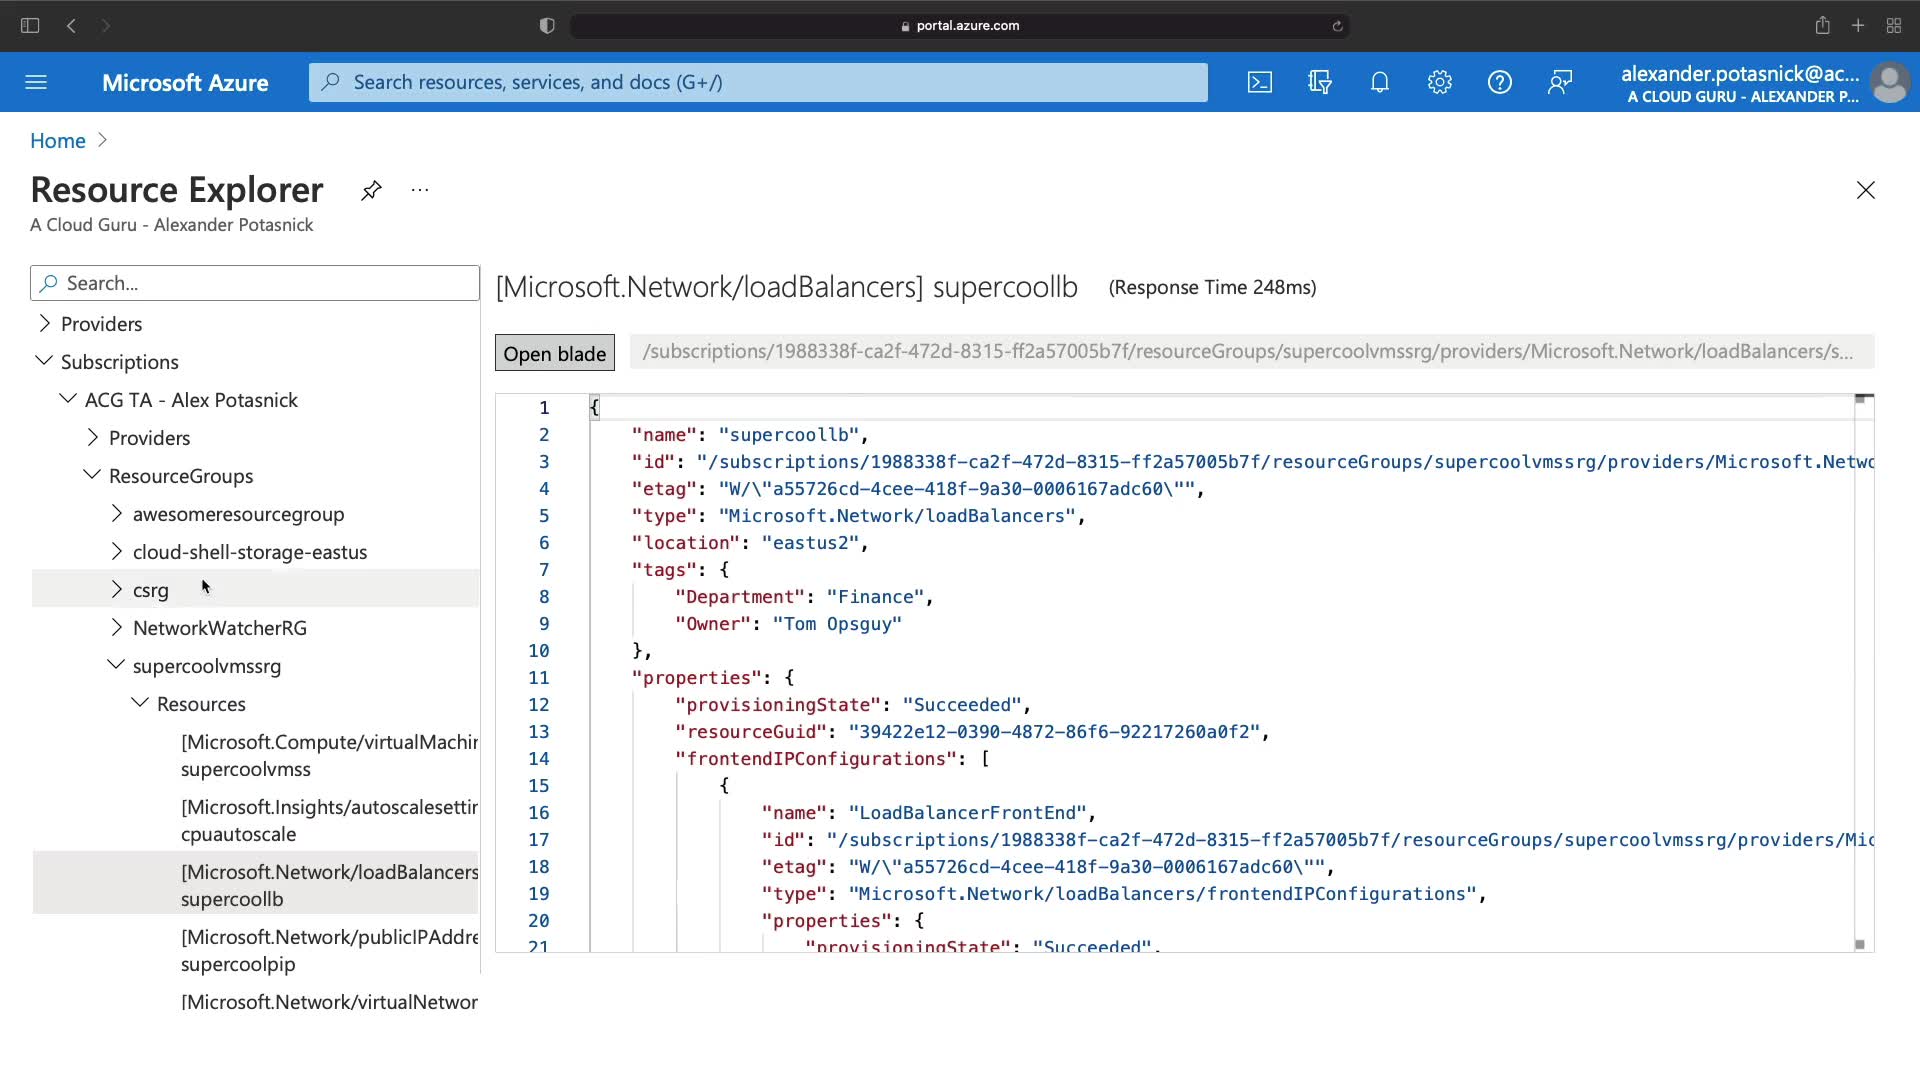 portal.azure.com
Microsoft Azure
Search resources, services, and docs (G+/)
alexander.potasnick@ac...
A CLOUD GURU - ALEXANDER P...
Home
Resource Explorer
...
A Cloud Guru - Alexander Potasnick
Search...
Providers
Subscriptions
ACG TA - Alex Potasnick
Providers
ResourceGroups
awesomeresourcegroup
cloud-shell-storage-eastus
csrg
NetworkWatcherRG
supercoolvmssrg
Resources
[Microsoft.Compute/virtualMachin
supercoolvmss
[Microsoft.Insights/autoscalesettin
cpuautoscale
[Microsoft.Network/loadBalancers
supercoollb
[Microsoft.Network/publicIPAddre
supercoolpip
[Microsoft.Network/virtualNetwor
[Microsoft.Network/loadBalancers] supercoollb (Response Time 248ms)
Open blade /subscriptions/1988338f-ca2f-472d-8315-ff2a57005b7f/resourceGroups/supercoolvmssrg/providers/Microsoft.Network/loadBalancers/s...
1 {
2 "name": "supercoollb",
3 "id": "/subscriptions/1988338f-ca2f-472d-8315-ff2a57005b7f/resourceGroups/supercoolvmssrg/providers/Microsoft.Netwo
4 "etag": "W/\"a55726cd-4cee-418f-9a30-0006167adc60\"",
5 "type": "Microsoft.Network/loadBalancers",
6 "location": "eastus2",
7 "tags": {
8 "Department": "Finance",
9 "Owner": "Tom Opsguy"
10 },
11 "properties": {
12 "provisioningState": "Succeeded",
13 "resourceGuid": "39422e12-0390-4872-86f6-92217260a0f2",
14 "frontendIPConfigurations": [
15 {
16 "name": "LoadBalancerFrontEnd",
17 "id": "/subscriptions/1988338f-ca2f-472d-8315-ff2a57005b7f/resourceGroups/supercoolvmssrg/providers/Mic
18 "etag": "W/\"a55726cd-4cee-418f-9a30-0006167adc60\"",
19 "type": "Microsoft.Network/loadBalancers/frontendIPConfigurations",
20 "properties": {
21 "provisioningState": "Succeeded",